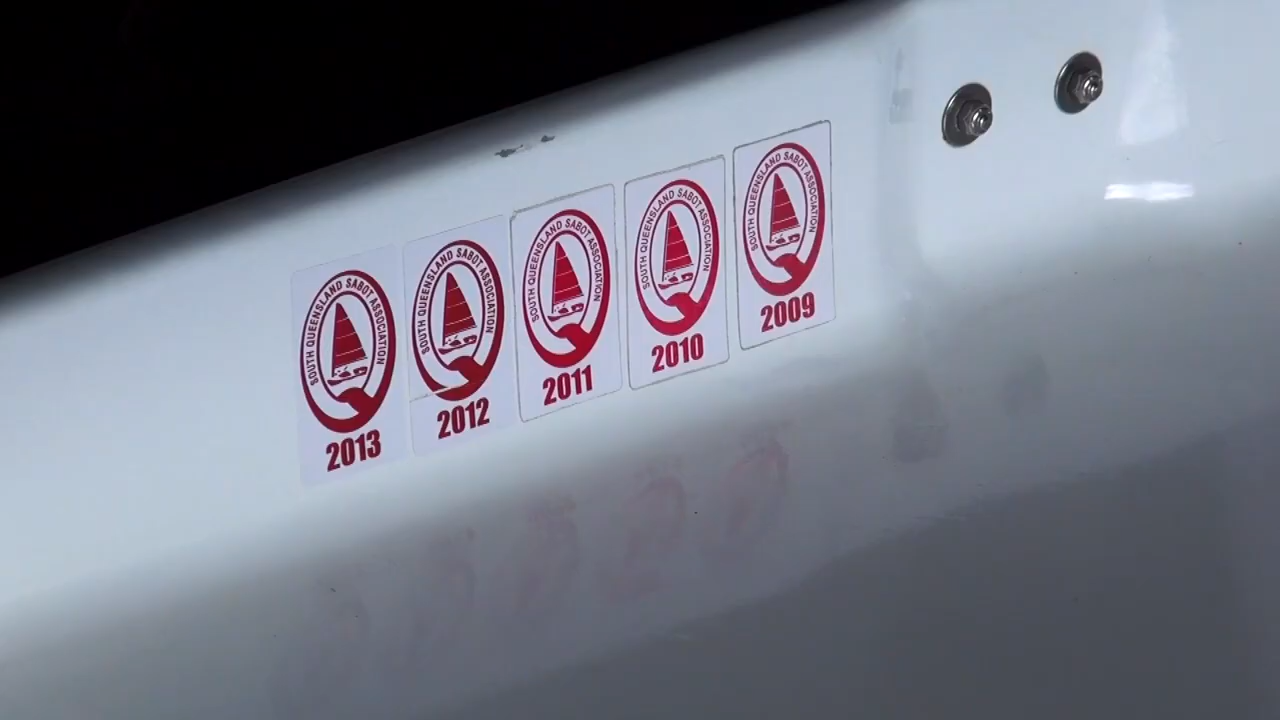 SOUTH QUEENSLAND SABOT ASSOCIATION
2013
SOUTH QUEENSLAND SABOT ASSOCIATION
2012
SOUTH QUEENSLAND SABOT ASSOCIATION
2011
SOUTH QUEENSLAND SABOT ASSOCIATION
2010
SOUTH QUEENSLAND SABOT ASSOCIATION
2009